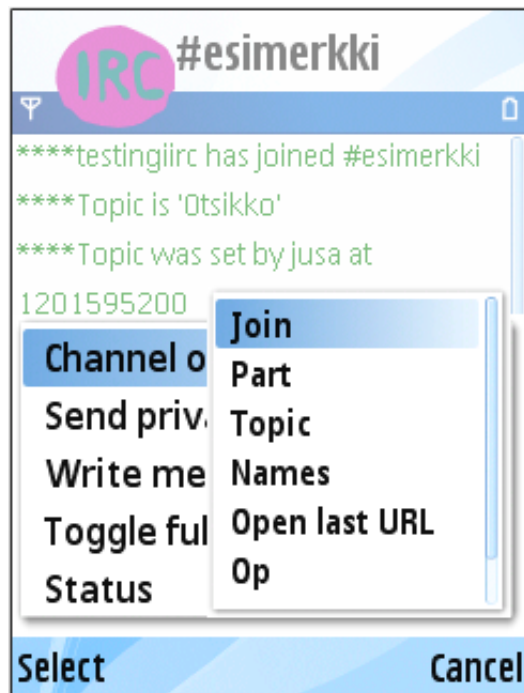 IRC #esimerkki
****testingiirc has joined #esimerkki
****Topic is 'Otsikko'
****Topic was set by jusa at
1201595200
Channel o
Send priv
Write me
Toggle ful
Status
Join
Part
Topic
Names
Open last URL
Op
Select Cancel